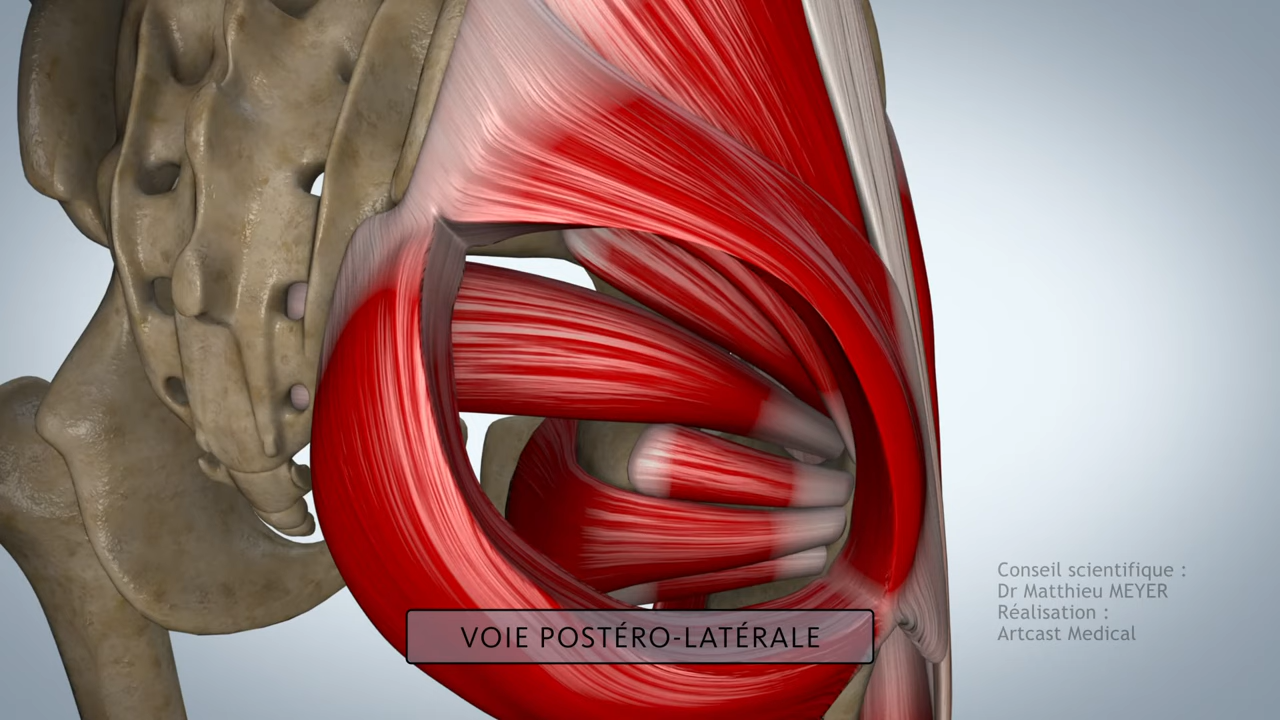 VOIE POSTÉRO-LATÉRALE
Conseil scientifique :
Dr Matthieu MEYER
Réalisation :
Artcast Medical